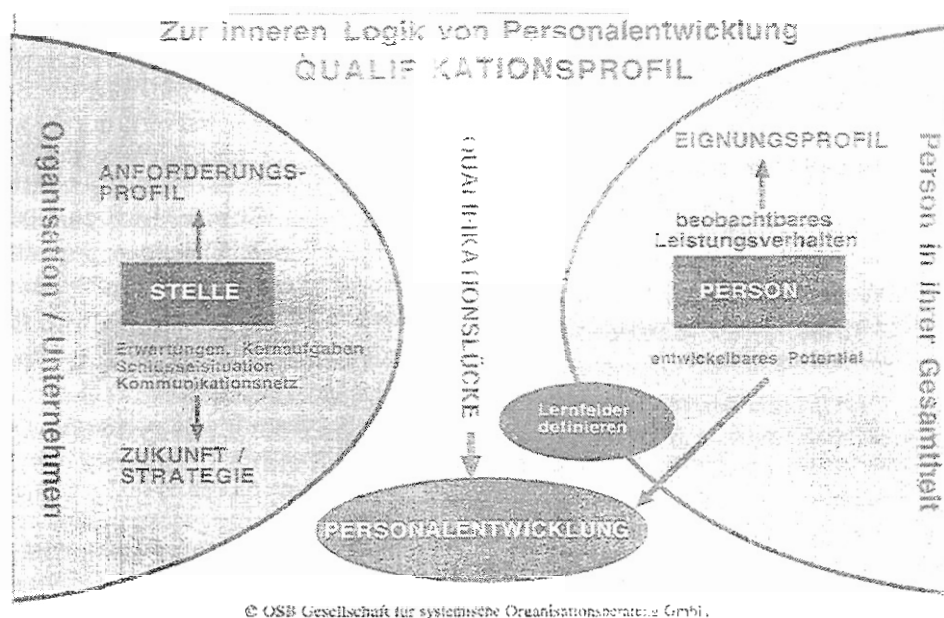 Zur inneren Logik von Personalentwicklung
QUALIFIKATIONSPROFIL
Organisation / Unternehmen
ANFORDERUNGS-
PROFIL
STELLE
Erwartungen, Kernaufgaben
Schlüsselsituation
Kommunikationsnetz
ZUKUNFT /
STRATEGIE
QUALIFIKATIONSLÜCKE
EIGNUNGSPROFIL
beobachtbares
Leistungsverhalten
PERSON
entwickelbares Potential
Lernfelder
definieren
PERSONALENTWICKLUNG
Person in ihrer Gesamtheit
© OSB Gesellschaft für systemische Organisationsberatung GmbH.